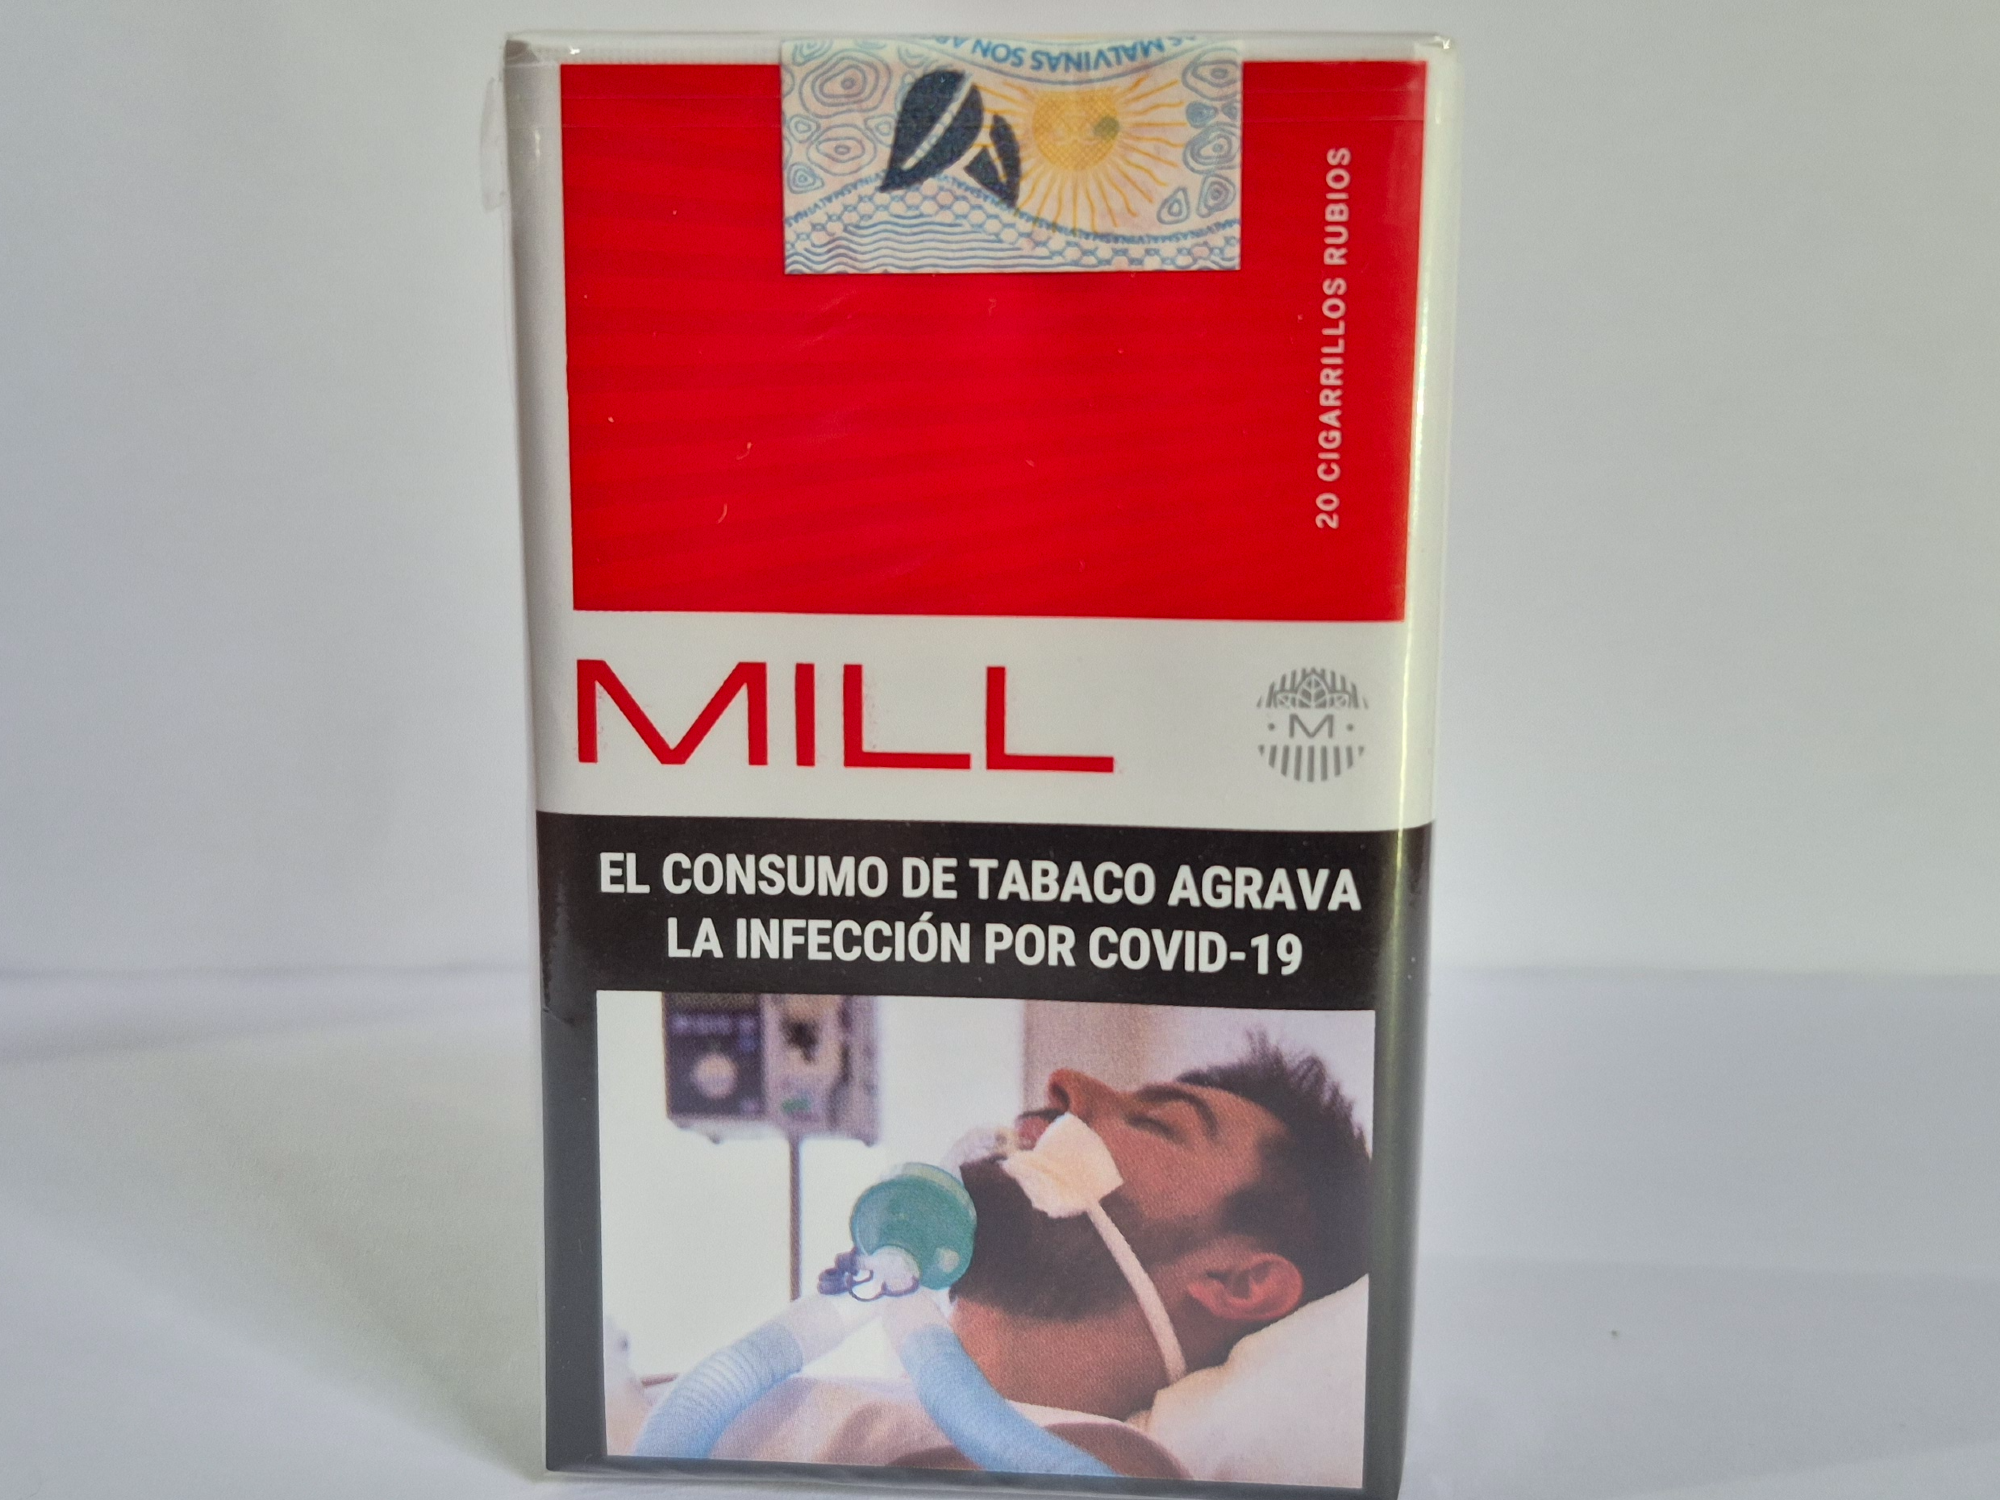 MALVINAS SON
20 CIGARRILLOS RUBIOS
MILL
M
EL CONSUMO DE TABACO AGRAVA
LA INFECCIÓN POR COVID-19